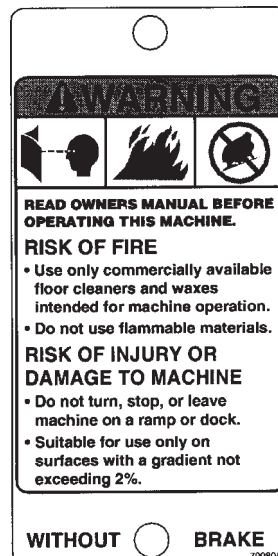 WARNING
READ OWNERS MANUAL BEFORE
OPERATING THIS MACHINE.
RISK OF FIRE
• Use only commercially available
floor cleaners and waxes
intended for machine operation.
• Do not use flammable materials.
RISK OF INJURY OR
DAMAGE TO MACHINE
• Do not turn, stop, or leave
machine on a ramp or dock.
• Suitable for use only on
surfaces with a gradient not
exceeding 2%.
WITHOUT BRAKE